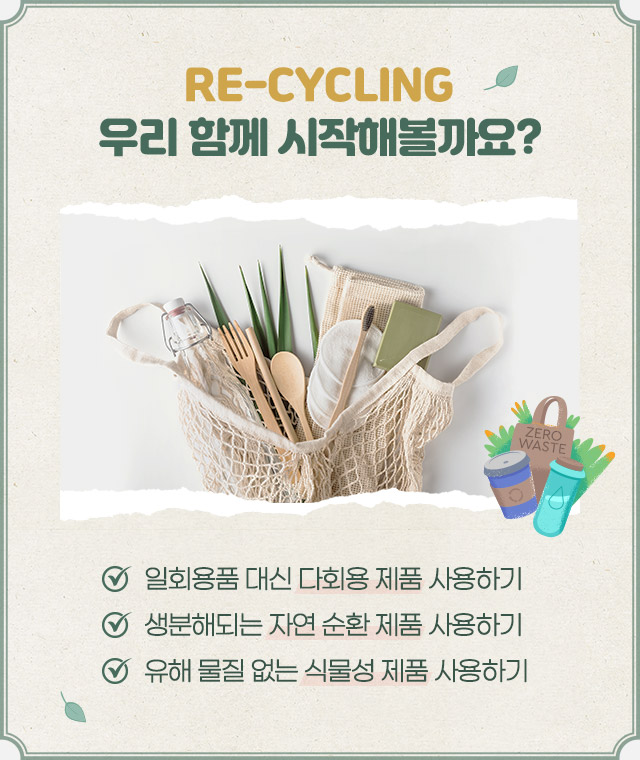 RE-CYCLING
우리 함께 시작해볼까요?
ZERO
WASTE
일회용품 대신 다회용 제품 사용하기
생분해되는 자연 순환 제품 사용하기
유해 물질 없는 식물성 제품 사용하기